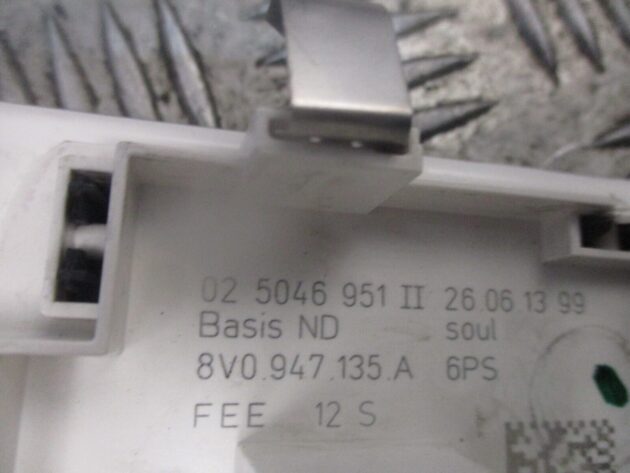 02 5046 951 II 26.06.13 99
Basis ND soul
8V0.947.135.A 6PS
FEE 12 S